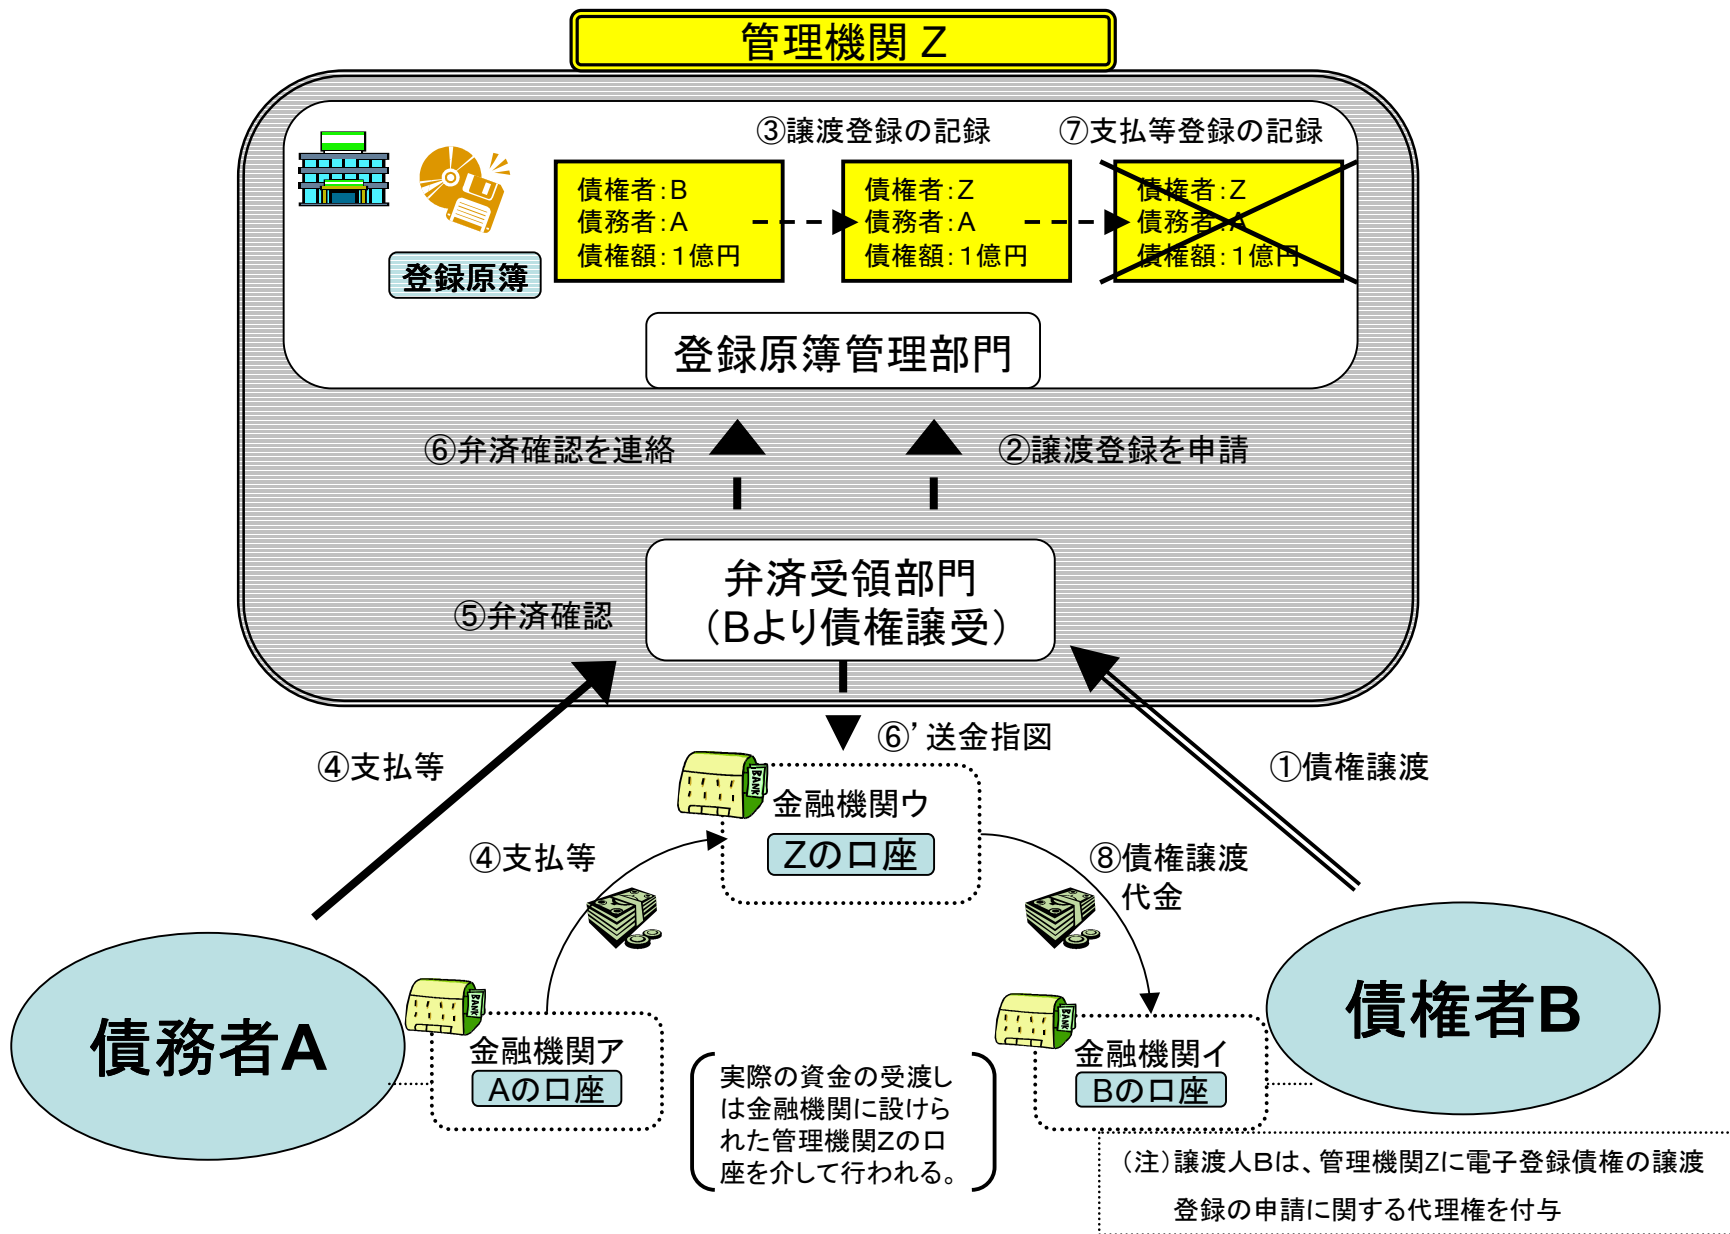 管理機関 Z
③譲渡登録の記録
⑦支払等登録の記録
債権者：B
債務者：A
債権額：1億円
債権者：Z
債務者：A
債権額：1億円
債権者：Z
債務者：A
債権額：1億円
登録原簿
登録原簿管理部門
⑥弁済確認を連絡
②譲渡登録を申請
弁済受領部門
（Bより債権譲受）
⑤弁済確認
④支払等
⑥’送金指図
①債権譲渡
BANK
金融機関ウ
Zの口座
④支払等
⑧債権譲渡
代金
債務者A
債権者B
BANK
金融機関ア
Aの口座
BANK
金融機関イ
Bの口座
実際の資金の受渡し
は金融機関に設けら
れた管理機関Zの口
座を介して行われる。
（注）譲渡人Bは、管理機関Zに電子登録債権の譲渡
登録の申請に関する代理権を付与